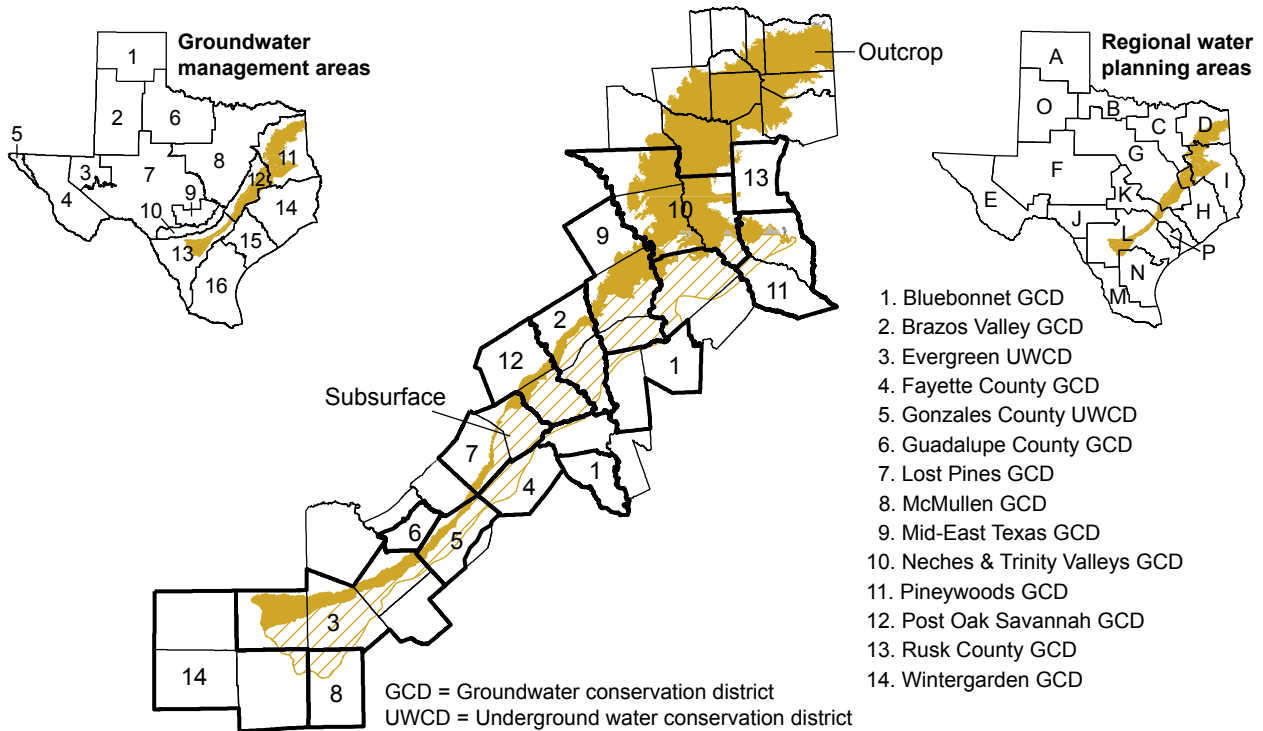 Groundwater
management areas
1
2
6
5
3
4
7
8
9
10
11
12
13
14
15
16
Outcrop
Subsurface
13
10
9
11
2
12
1
7
4
1
6
5
3
14
8
Regional water
planning areas
A
O
B
C
D
E
F
G
K
I
H
J
L
P
N
M
1. Bluebonnet GCD
2. Brazos Valley GCD
3. Evergreen UWCD
4. Fayette County GCD
5. Gonzales County UWCD
6. Guadalupe County GCD
7. Lost Pines GCD
8. McMullen GCD
9. Mid-East Texas GCD
10. Neches & Trinity Valleys GCD
11. Pineywoods GCD
12. Post Oak Savannah GCD
13. Rusk County GCD
14. Wintergarden GCD
GCD = Groundwater conservation district
UWCD = Underground water conservation district